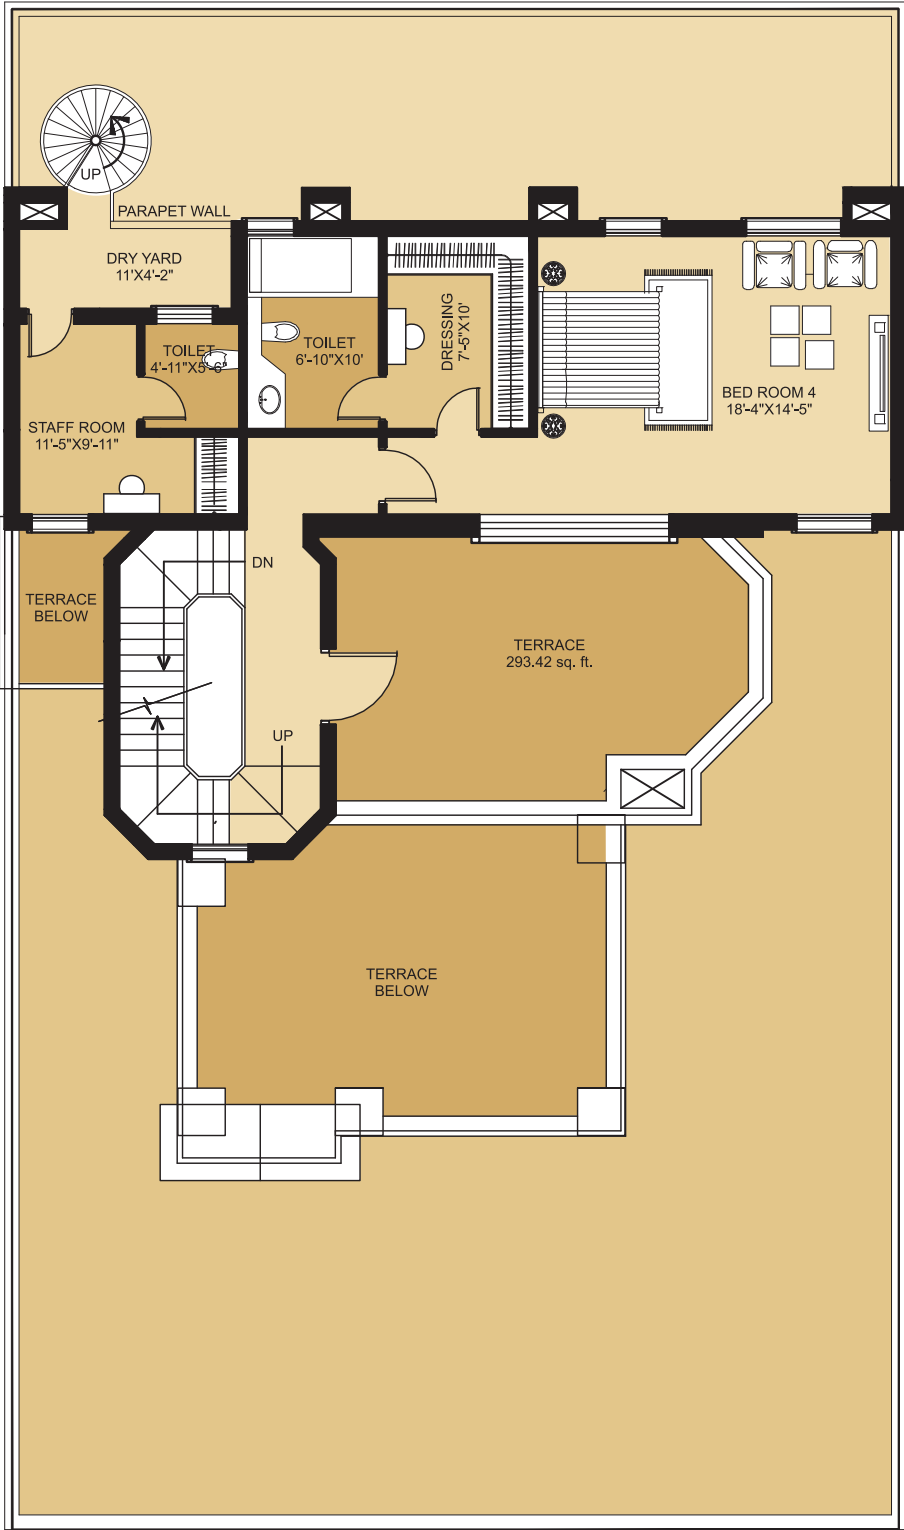 UP
PARAPET WALL
DRY YARD
11'X4'-2"
TOILET
4'-11"X5'-6"
TOILET
6'-10"X10'
DRESSING
7'-5"X10'
BED ROOM 4
18'-4"X14'-5"
STAFF ROOM
11'-5"X9'-11"
DN
TERRACE
BELOW
TERRACE
293.42 sq. ft.
UP
TERRACE
BELOW